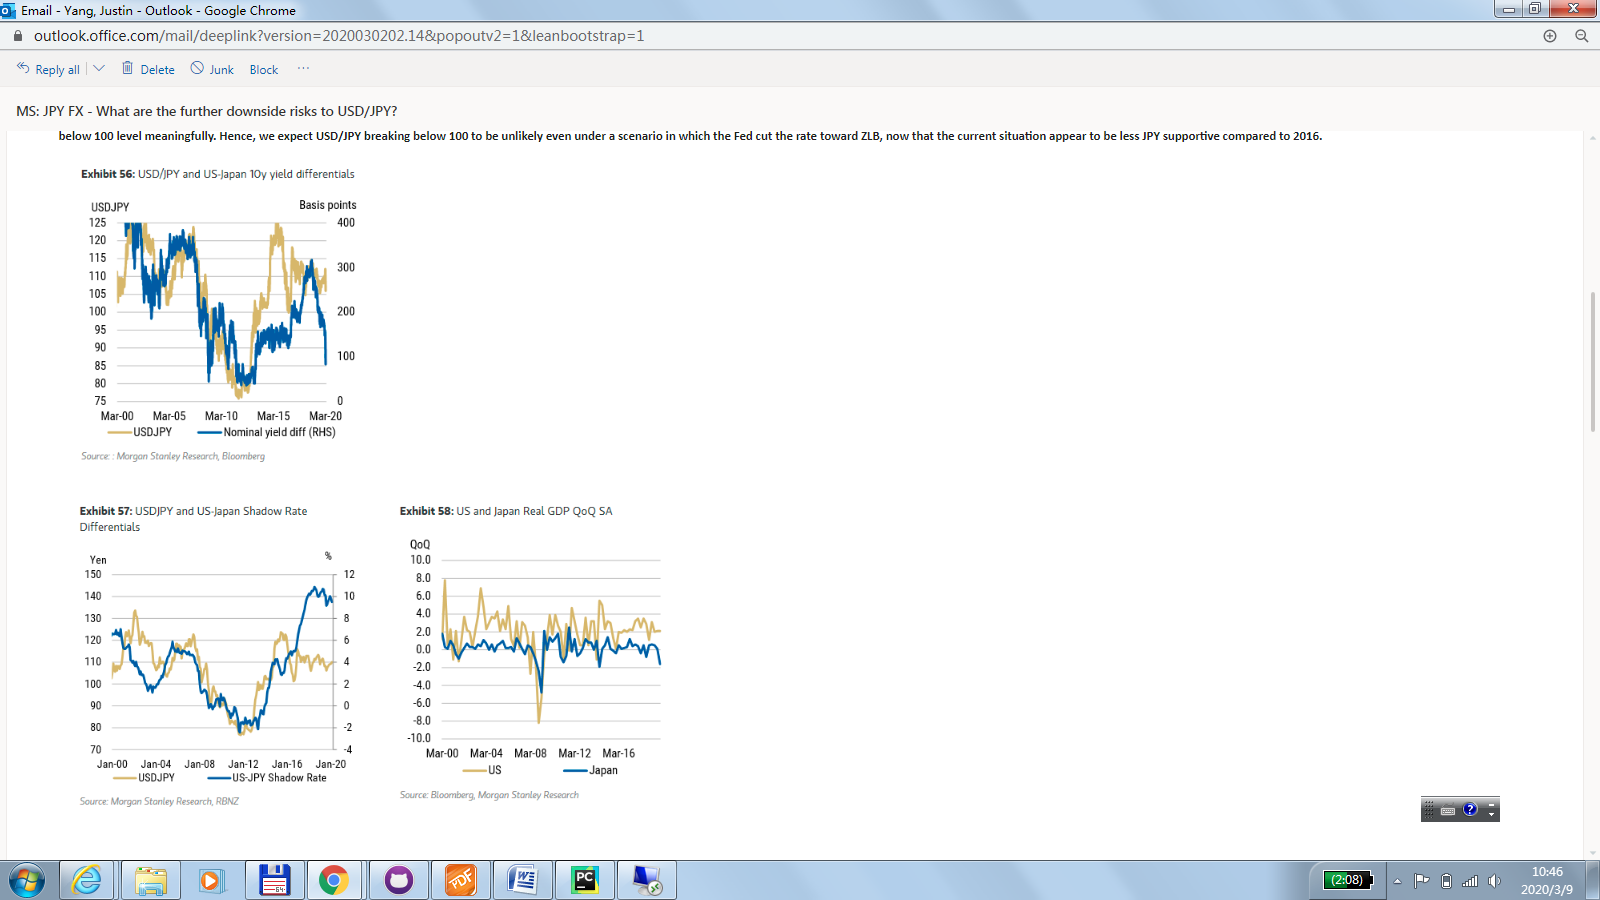 Email - Yang, Justin - Outlook - Google Chrome
outlook.office.com/mail/deeplink?version=2020030202.14&popoutv2=1&leanbootstrap=1
Reply all Delete Junk Block ...
MS: JPY FX - What are the further downside risks to USD/JPY?
below 100 level meaningfully. Hence, we expect USD/JPY breaking below 100 to be unlikely even under a scenario in which the Fed cut the rate toward ZLB, now that the current situation appear to be less JPY supportive compared to 2016.
Exhibit 56: USD/JPY and US-Japan 10y yield differentials
USDJPY Basis points
125 400
120
115
110 300
105
100 200
95
90
85 100
80
75 0
Mar-00 Mar-05 Mar-10 Mar-15 Mar-20
USDJPY Nominal yield diff (RHS)
Source: : Morgan Stanley Research, Bloomberg
Exhibit 57: USDJPY and US-Japan Shadow Rate
Differentials
Yen %
150 12
140 10
130 8
120 6
110 4
100 2
90 0
80 -2
70 -4
Jan-00 Jan-04 Jan-08 Jan-12 Jan-16 Jan-20
USDJPY US-JPY Shadow Rate
Source: Morgan Stanley Research, RBNZ
Exhibit 58: US and Japan Real GDP QoQ SA
QoQ
10.0
8.0
6.0
4.0
2.0
0.0
-2.0
-4.0
-6.0
-8.0
-10.0
Mar-00 Mar-04 Mar-08 Mar-12 Mar-16
US Japan
Source: Bloomberg, Morgan Stanley Research
64
PDF
W
PC
(2:08)
10:46
2020/3/9